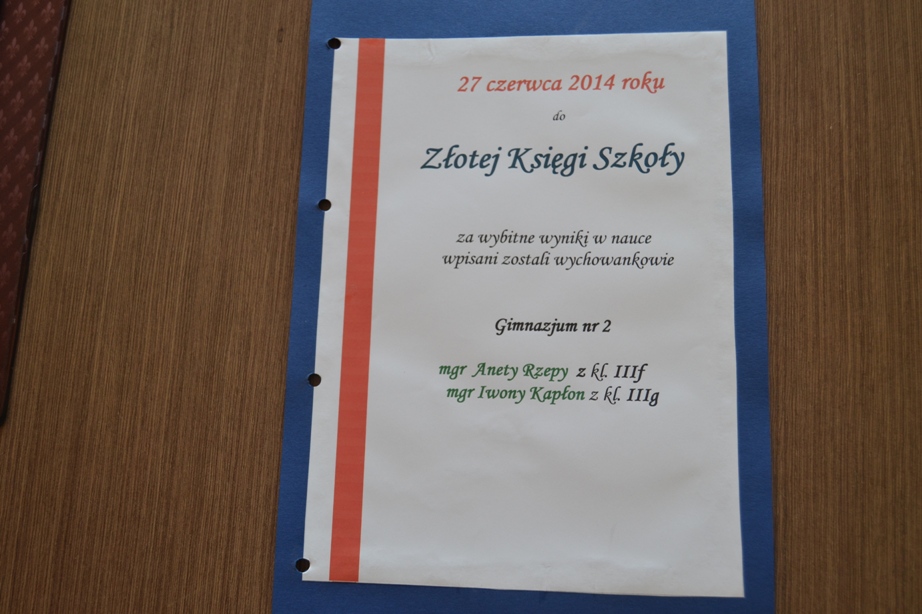 27 czerwca 2014 roku
do
Złotej Księgi Szkoły
za wybitne wyniki w nauce
wpisani zostali wychowankowie
Gimnazjum nr 2
mgr Anety Rzepy z kl. IIIf
mgr Iwony Kapłon z kl. IIIg